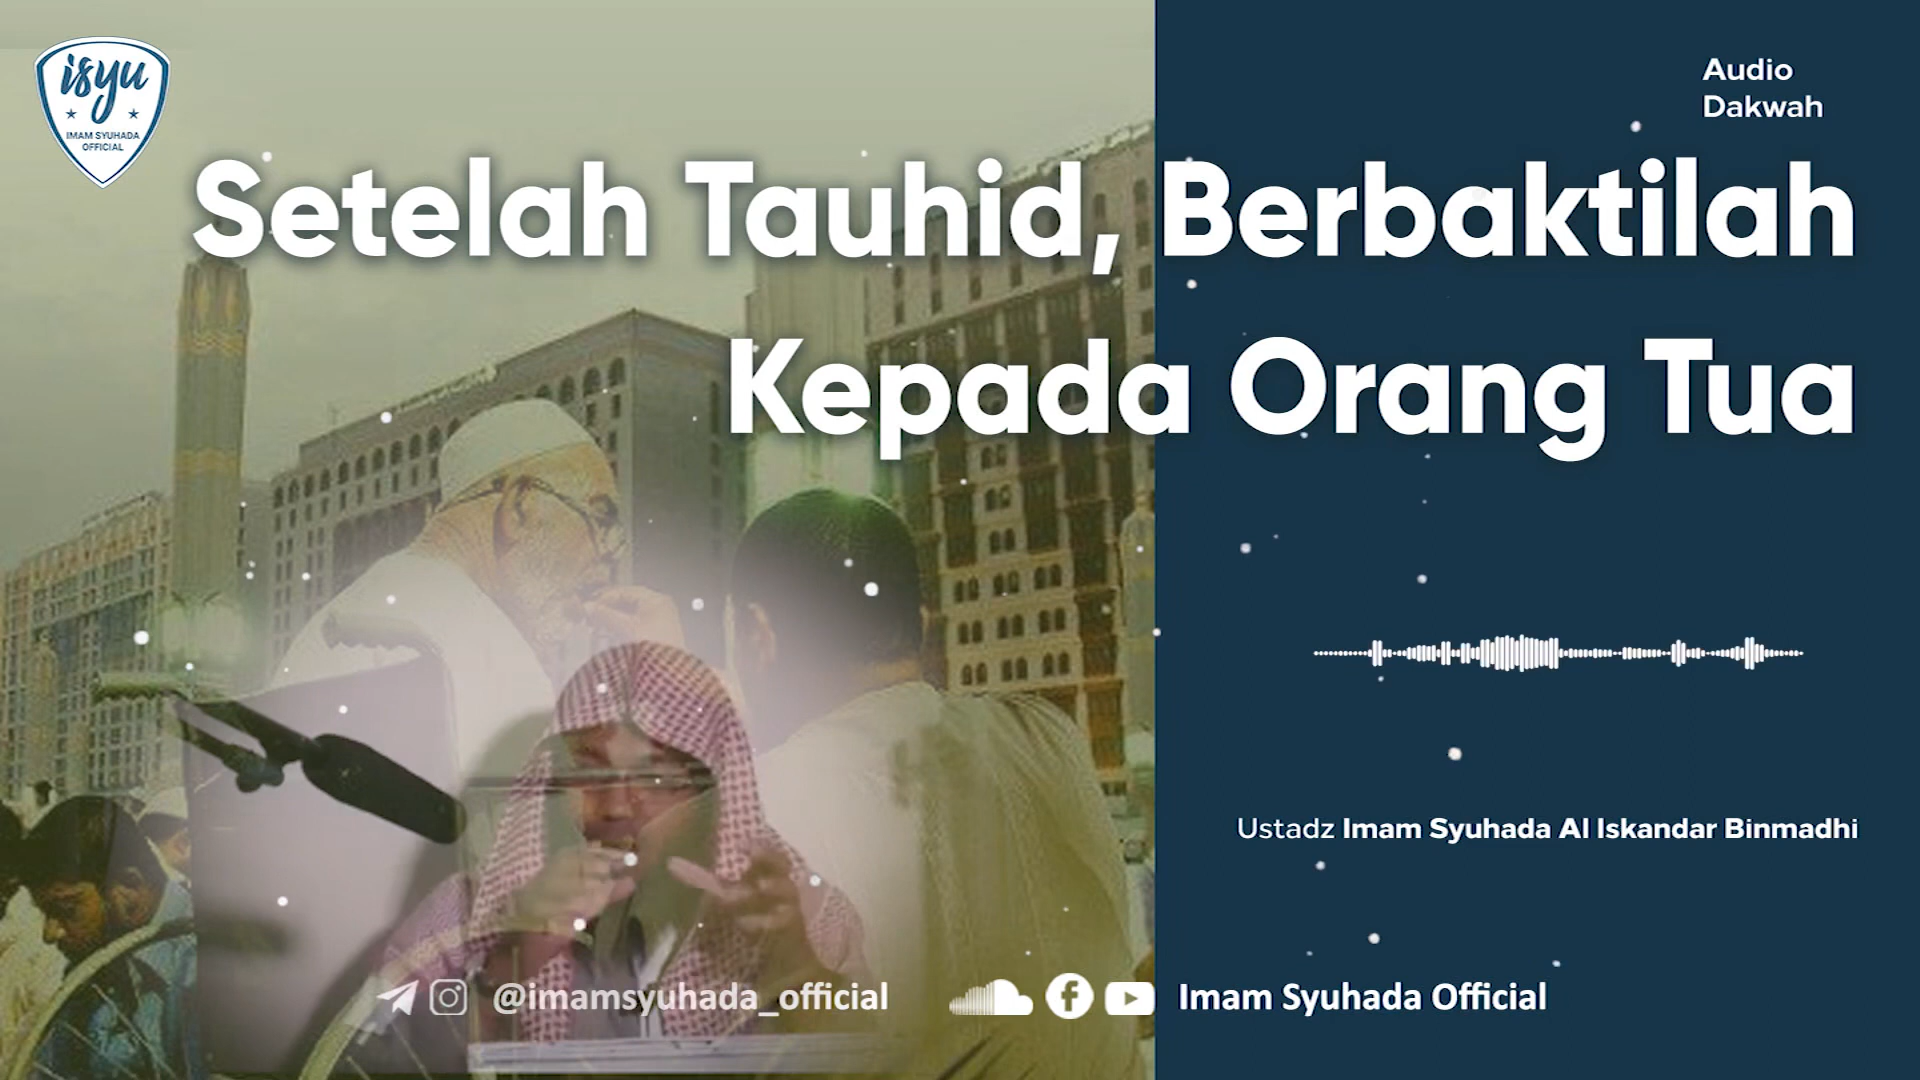 isyu
IMAM SYUHADA
OFFICIAL
Audio
Dakwah
Setelah Tauhid, Berbaktilah
Kepada Orang Tua
Ustadz Imam Syuhada Al Iskandar Binmadhi
@imamsyuhada_official
Imam Syuhada Official